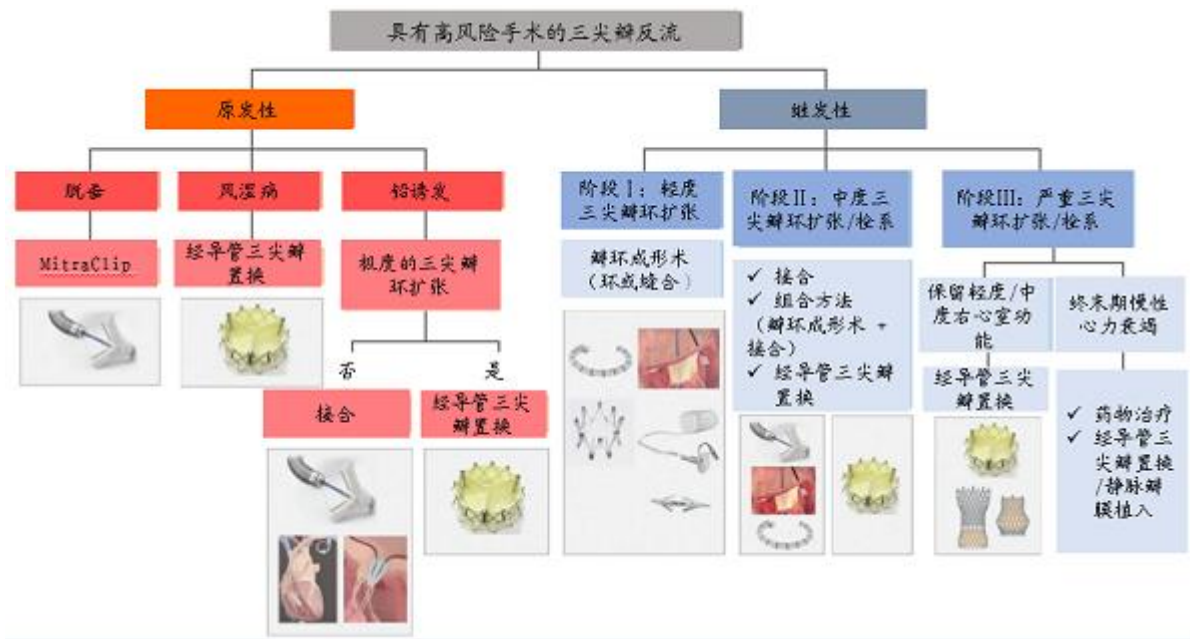 具有高风险手术的三尖瓣反流
原发性
继发性
脱垂
风湿病
铅诱发
阶段Ⅰ：轻度
三尖瓣环扩张
阶段Ⅱ：中度三
尖瓣环扩张/栓系
阶段Ⅲ：严重三尖
瓣环扩张/栓系
MitraClip
经导管三尖瓣
置换
极度的三尖瓣
环扩张
瓣环成形术
（环或缝合）
✓ 接合
✓ 组合方法
（瓣环成形术 +
接合）
✓ 经导管三尖瓣
置换
保留轻度/中
度右心室功
能
终末期慢性
心力衰竭
否
是
接合
经导管三尖
瓣置换
经导管三尖
瓣置换
✓ 药物治疗
✓ 经导管三
尖瓣置换
/静脉瓣
膜植入